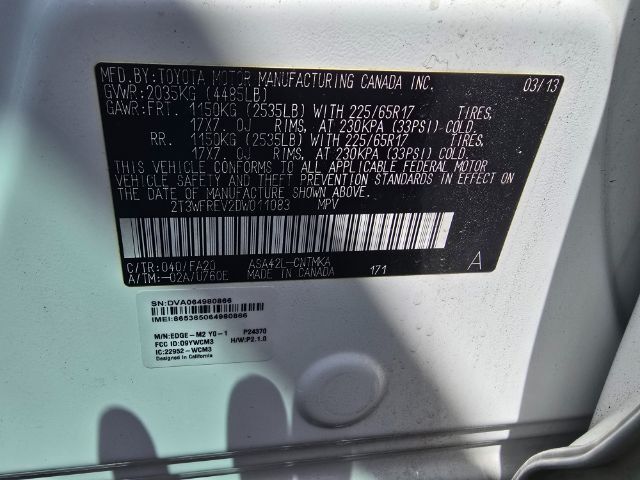 MFD.BY:TOYOTA MOTOR MANUFACTURING CANADA INC. 03/13
GVWR:2035KG (4485LB)
GAWR:FRT. 1150KG (2535LB) WITH 225/65R17 TIRES,
17X7.0J RIMS, AT 230KPA (33PSI) COLD.
RR. 1150KG (2535LB) WITH 225/65R17 TIRES,
17X7.0J RIMS, AT 230KPA (33PSI) COLD.
THIS VEHICLE CONFORMS TO ALL APPLICABLE FEDERAL MOTOR
VEHICLE SAFETY AND THEFT PREVENTION STANDARDS IN EFFECT ON
THE DATE OF MANUFACTURE SHOWN ABOVE.
2T3WFREV2DW011083 MPV
C/TR:040/FA20 ASA42L-CNTMKA
A/TM:-02A/U760E MADE IN CANADA 171 A
SN:DVA064980866
IMEI:865385064980866
M/N:EDGE-M2 Y0-1 P24370
FCC ID:O9YWCM3 H/W:P2.1.0
IC:22952-WCM3
Designed in California